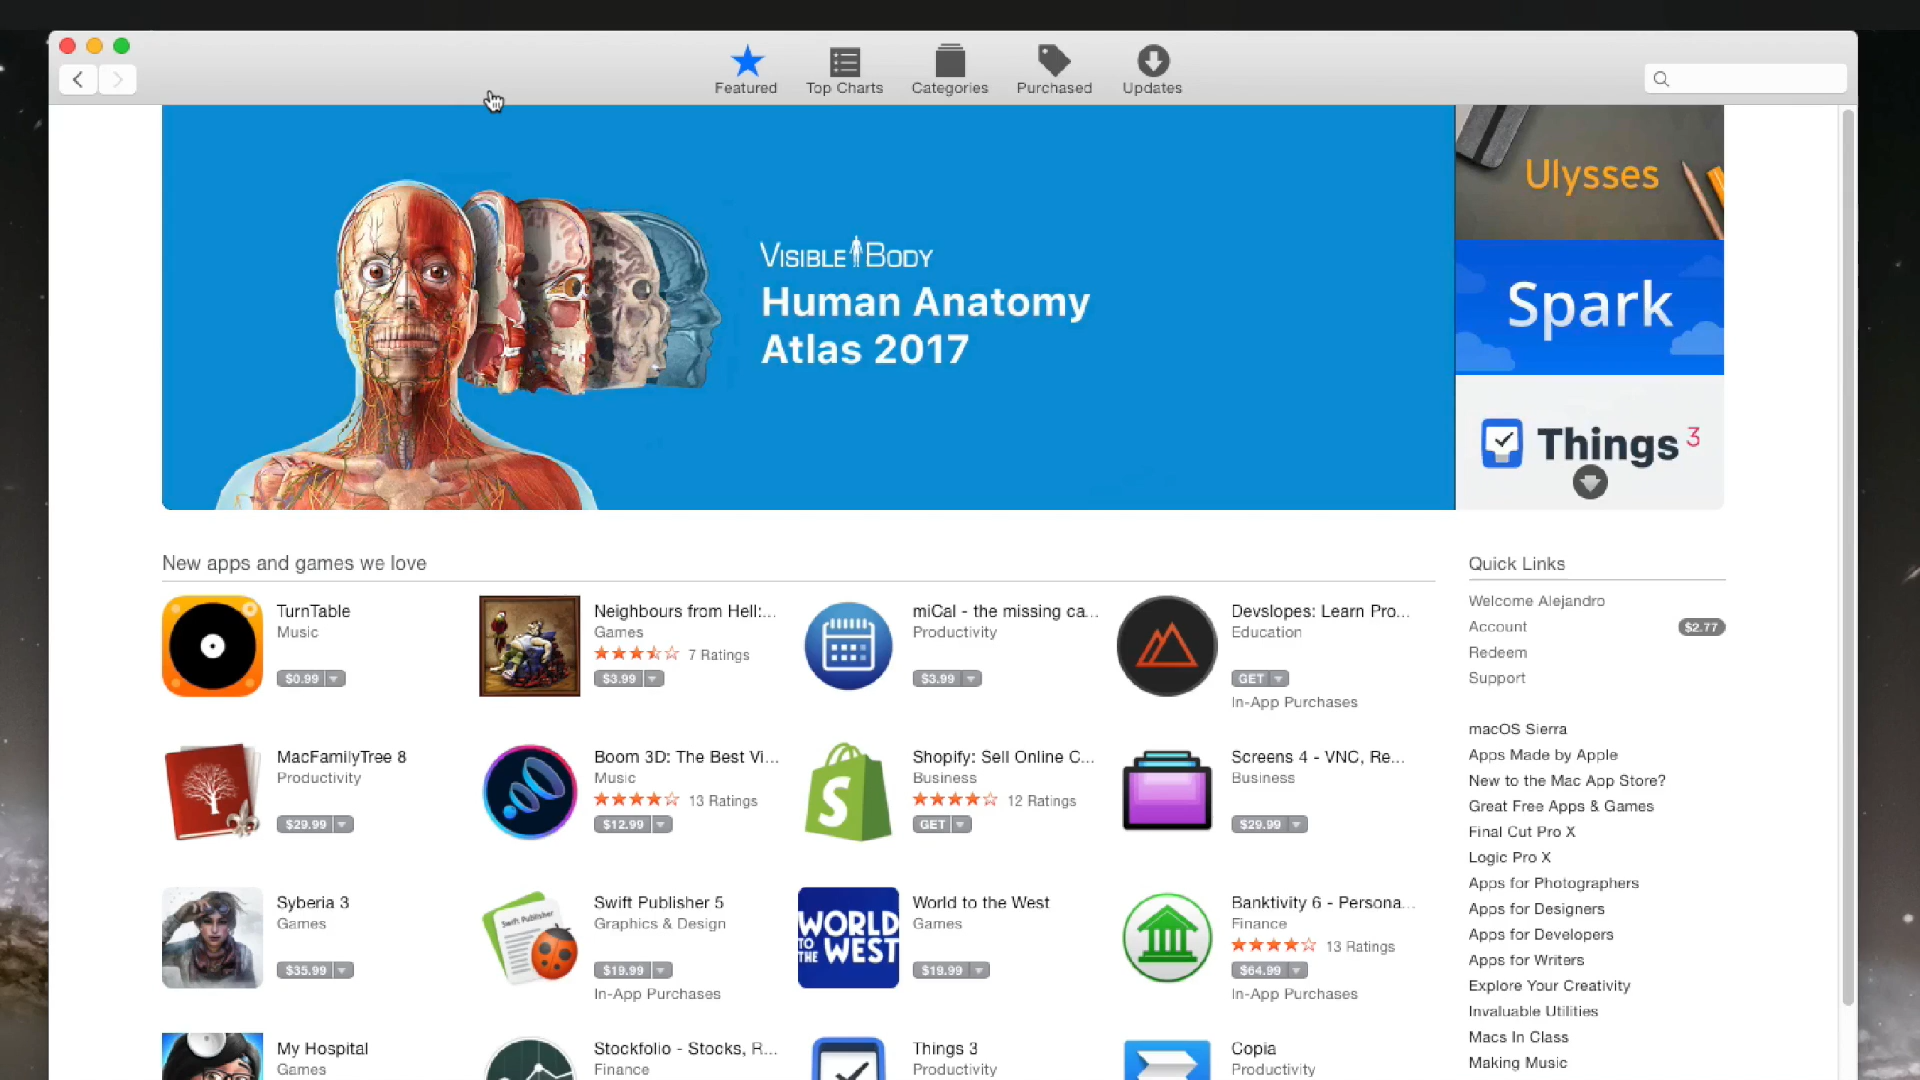 Featured
Top Charts
Categories
Purchased
Updates
VISIBLE BODY
Human Anatomy
Atlas 2017
Ulysses
Spark
Things 3
New apps and games we love
TurnTable
Music
$0.99
Neighbours from Hell:...
Games
7 Ratings
$3.99
miCal - the missing ca...
Productivity
$3.99
Devslopes: Learn Pro...
Education
GET
In-App Purchases
MacFamilyTree 8
Productivity
$29.99
Boom 3D: The Best Vi...
Music
13 Ratings
$12.99
Shopify: Sell Online C...
Business
12 Ratings
GET
Screens 4 - VNC, Re...
Business
$29.99
Syberia 3
Games
$35.99
Swift Publisher
Swift Publisher 5
Graphics & Design
$19.99
In-App Purchases
WORLD
TO THE WEST
World to the West
Games
$19.99
Banktivity 6 - Persona...
Finance
13 Ratings
$64.99
In-App Purchases
My Hospital
Games
Stockfolio - Stocks, R...
Finance
Things 3
Productivity
Copia
Productivity
Quick Links
Welcome Alejandro
Account
$2.77
Redeem
Support
macOS Sierra
Apps Made by Apple
New to the Mac App Store?
Great Free Apps & Games
Final Cut Pro X
Logic Pro X
Apps for Photographers
Apps for Designers
Apps for Developers
Apps for Writers
Explore Your Creativity
Invaluable Utilities
Macs In Class
Making Music